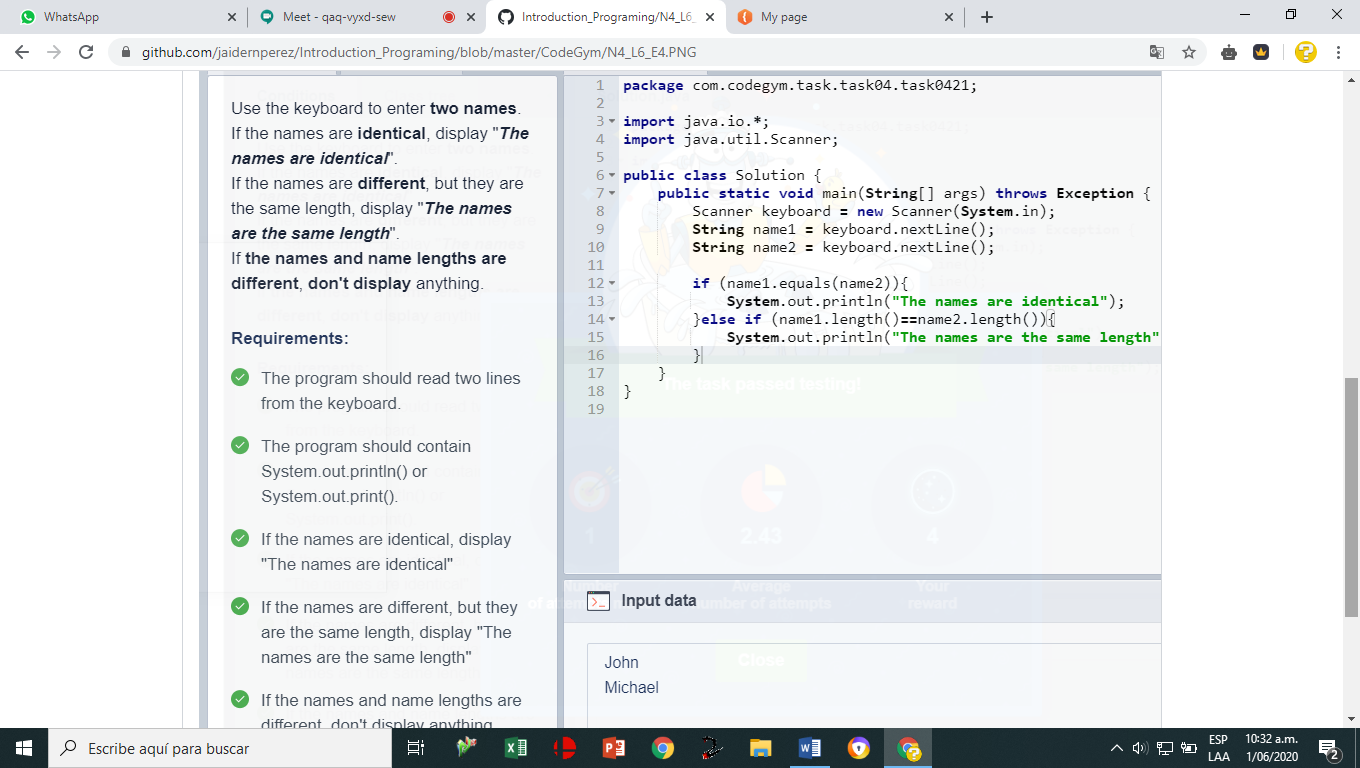 WhatsApp
Meet - qaq-vyxd-sew
Introduction_Programing/N4_L6_
My page
github.com/jaidernperez/Introduction_Programing/blob/master/CodeGym/N4_L6_E4.PNG
Use the keyboard to enter two names.
If the names are identical, display "The
names are identical".
If the names are different, but they are
the same length, display "The names
are the same length".
If the names and name lengths are
different, don't display anything.
Requirements:
The program should read two lines
from the keyboard.
The program should contain
System.out.println() or
System.out.print().
If the names are identical, display
"The names are identical"
If the names are different, but they
are the same length, display "The
names are the same length"
If the names and name lengths are
different, don't display anything.
1 package com.codegym.task.task04.task0421;
2
3 import java.io.*;
4 import java.util.Scanner;
5
6 public class Solution {
7 public static void main(String[] args) throws Exception {
8 Scanner keyboard = new Scanner(System.in);
9 String name1 = keyboard.nextLine();
10 String name2 = keyboard.nextLine();
11
12 if (name1.equals(name2)){
13 System.out.println("The names are identical");
14 }else if (name1.length()==name2.length()){
15 System.out.println("The names are the same length"
16 }
17 }
18 }
19
The task passed testing!
1
2.43
4
Number
of attempts
Average
number of attempts
Your
reward
Close
Input data
John
Michael
Escribe aquí para buscar
ESP
LAA
10:32 a.m.
1/06/2020
2